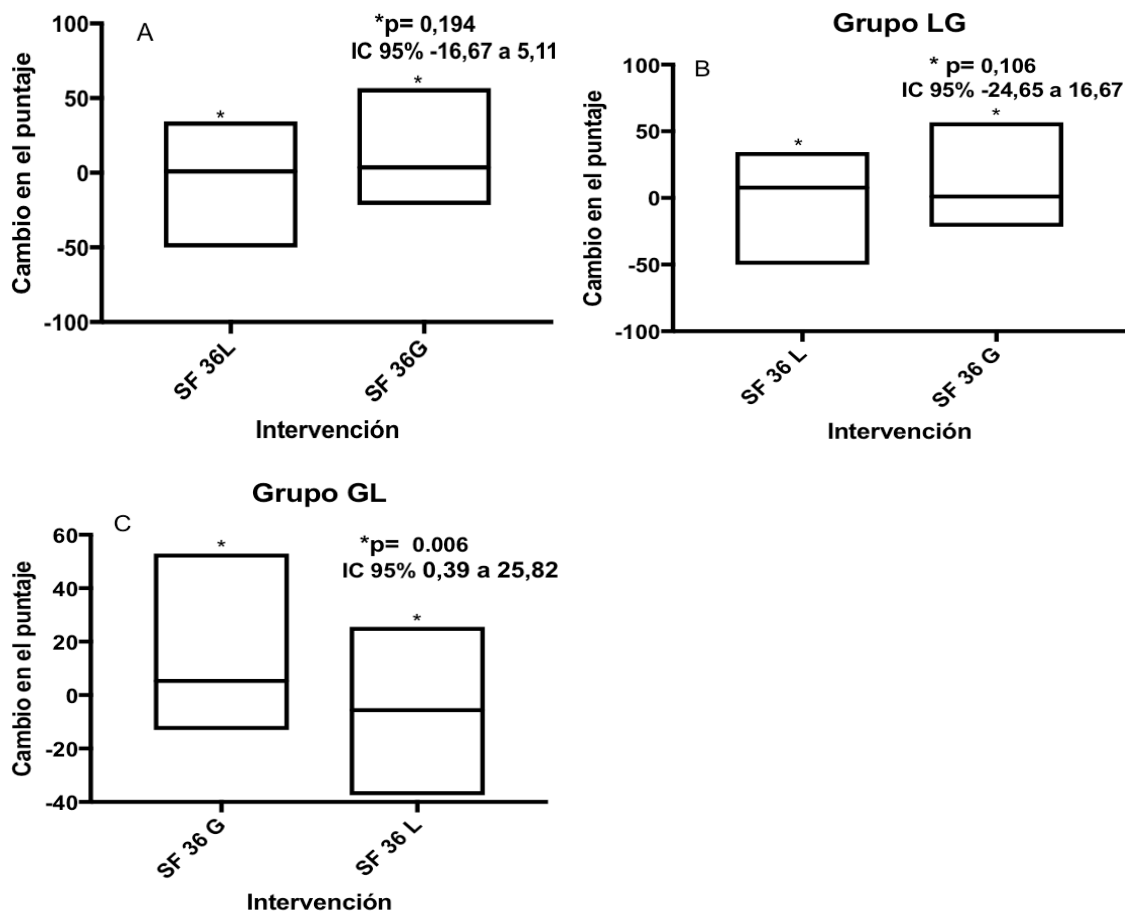 A
*p= 0,194
IC 95% -16,67 a 5,11
*
*
100
50
0
-50
-100
Cambio en el puntaje
SF 36L
SF 36G
Intervención
Grupo LG
B
* p= 0,106
IC 95% -24,65 a 16,67
*
*
100
50
0
-50
-100
Cambio en el puntaje
SF 36 L
SF 36 G
Intervención
Grupo GL
C
*p= 0.006
IC 95% 0,39 a 25,82
*
*
60
40
20
0
-20
-40
Cambio en el puntaje
SF 36 G
SF 36 L
Intervención